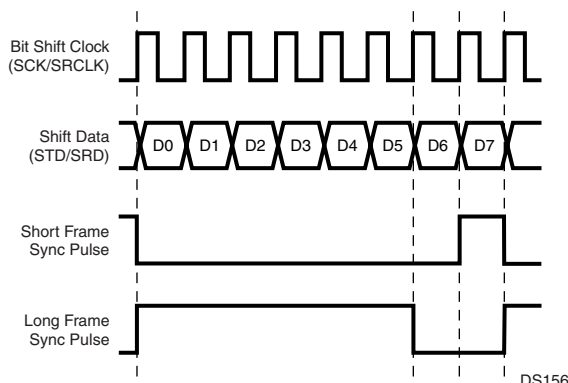 Bit Shift Clock
(SCK/SRCLK)
Shift Data
(STD/SRD)
D0 D1 D2 D3 D4 D5 D6 D7
Short Frame
Sync Pulse
Long Frame
Sync Pulse
DS156